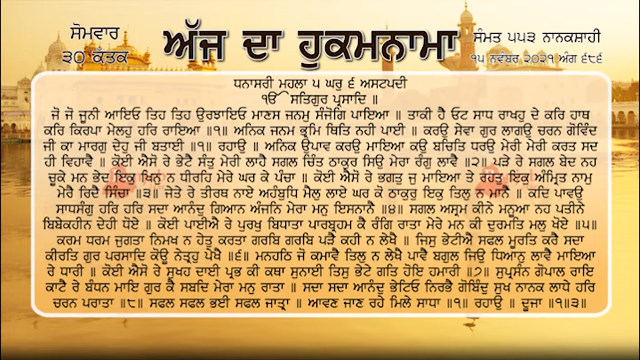 ਸੋਮਵਾਰ
੩੦ ਕੱਤਕ
ਅੱਜ ਦਾ ਹੁਕਮਨਾਮਾ
ਸੰਮਤ ੫੫੩ ਨਾਨਕਸ਼ਾਹੀ
੧੫ ਨਵੰਬਰ ੨੦੨੧ ਅੰਗ ੬੮੬
ਧਨਾਸਰੀ ਮਹਲਾ ੫ ਘਰੁ ੬ ਅਸਟਪਦੀ
ੴ ਸਤਿਗੁਰ ਪ੍ਰਸਾਦਿ ॥
ਜੋ ਜੋ ਜੂਨੀ ਆਇਓ ਤਿਹ ਤਿਹ ਉਰਝਾਇਓ ਮਾਣਸ ਜਨਮੁ ਸੰਜੋਗਿ ਪਾਇਆ ॥ ਤਾਕੀ ਹੈ ਓਟ ਸਾਧ ਰਾਖਹੁ ਦੇ ਕਰਿ ਹਾਥ
ਕਰਿ ਕਿਰਪਾ ਮੇਲਹੁ ਹਰਿ ਰਾਇਆ ॥੧॥ ਅਨਿਕ ਜਨਮ ਭ੍ਰਮਿ ਥਿਤਿ ਨਹੀ ਪਾਈ ॥ ਕਰਉ ਸੇਵਾ ਗੁਰ ਲਾਗਉ ਚਰਨ ਗੋਵਿੰਦ
ਜੀ ਕਾ ਮਾਰਗੁ ਦੇਹੁ ਜੀ ਬਤਾਈ ॥੧॥ ਰਹਾਉ ॥ ਅਨਿਕ ਉਪਾਵ ਕਰਉ ਮਾਇਆ ਕਉ ਬਚਿਤਿ ਧਰਉ ਮੇਰੀ ਮੇਰੀ ਕਰਤ ਸਦ
ਹੀ ਵਿਹਾਵੈ ॥ ਕੋਈ ਐਸੋ ਰੇ ਭੇਟੈ ਸੰਤੁ ਮੇਰੀ ਲਾਹੈ ਸਗਲ ਚਿੰਤ ਠਾਕੁਰ ਸਿਉ ਮੇਰਾ ਰੰਗੁ ਲਾਵੈ ॥੨॥ ਪੜੇ ਰੇ ਸਗਲ ਬੇਦ ਨਹ
ਚੂਕੈ ਮਨ ਭੇਦ ਇਕੁ ਖਿਨੁ ਨ ਧੀਰਹਿ ਮੇਰੇ ਘਰ ਕੇ ਪੰਚਾ ॥ ਕੋਈ ਐਸੋ ਰੇ ਭਗਤੁ ਜੁ ਮਾਇਆ ਤੇ ਰਹਤੁ ਇਕੁ ਅੰਮ੍ਰਿਤ ਨਾਮੁ
ਮੇਰੈ ਰਿਦੈ ਸਿੰਚਾ ॥੩॥ ਜੇਤੇ ਰੇ ਤੀਰਥ ਨਾਏ ਅਹੰਬੁਧਿ ਮੈਲੁ ਲਾਏ ਘਰ ਕੋ ਠਾਕੁਰੁ ਇਕੁ ਤਿਲੁ ਨ ਮਾਨੈ ॥ ਕਦਿ ਪਾਵਉ
ਸਾਧਸੰਗੁ ਹਰਿ ਹਰਿ ਸਦਾ ਆਨੰਦੁ ਗਿਆਨ ਅੰਜਨਿ ਮੇਰਾ ਮਨੁ ਇਸਨਾਨੈ ॥੪॥ ਸਗਲ ਅਸ੍ਰਮ ਕੀਨੇ ਮਨੂਆ ਨਹ ਪਤੀਨੇ
ਬਿਬੇਕਹੀਨ ਦੇਹੀ ਧੋਏ ॥ ਕੋਈ ਪਾਈਐ ਰੇ ਪੁਰਖੁ ਬਿਧਾਤਾ ਪਾਰਬ੍ਰਹਮ ਕੈ ਰੰਗਿ ਰਾਤਾ ਮੇਰੇ ਮਨ ਕੀ ਦੁਰਮਤਿ ਮਲੁ ਖੋਏ ॥੫॥
ਕਰਮ ਧਰਮ ਜੁਗਤਾ ਨਿਮਖ ਨ ਹੇਤੁ ਕਰਤਾ ਗਰਬਿ ਗਰਬਿ ਪੜੈ ਕਹੀ ਨ ਲੇਖੈ ॥ ਜਿਸੁ ਭੇਟੀਐ ਸਫਲ ਮੂਰਤਿ ਕਰੈ ਸਦਾ
ਕੀਰਤਿ ਗੁਰ ਪਰਸਾਦਿ ਕੋਊ ਨੇਤ੍ਰਹੁ ਪੇਖੈ ॥੬॥ ਮਨਹਠਿ ਜੋ ਕਮਾਵੈ ਤਿਲੁ ਨ ਲੇਖੈ ਪਾਵੈ ਬਗੁਲ ਜਿਉ ਧਿਆਨੁ ਲਾਵੈ ਮਾਇਆ
ਰੇ ਧਾਰੀ ॥ ਕੋਈ ਐਸੋ ਰੇ ਸੁਖਹ ਦਾਈ ਪ੍ਰਭ ਕੀ ਕਥਾ ਸੁਨਾਈ ਤਿਸੁ ਭੇਟੇ ਗਤਿ ਹੋਇ ਹਮਾਰੀ ॥੭॥ ਸੁਪ੍ਰਸੰਨ ਗੋਪਾਲ ਰਾਇ
ਕਾਟੈ ਰੇ ਬੰਧਨ ਮਾਇ ਗੁਰ ਕੈ ਸਬਦਿ ਮੇਰਾ ਮਨੁ ਰਾਤਾ ॥ ਸਦਾ ਸਦਾ ਆਨੰਦੁ ਭੇਟਿਓ ਨਿਰਭੈ ਗੋਬਿੰਦੁ ਸੁਖ ਨਾਨਕ ਲਾਧੇ ਹਰਿ
ਚਰਨ ਪਰਾਤਾ ॥੮॥ ਸਫਲ ਸਫਲ ਭਈ ਸਫਲ ਜਾਤ੍ਰਾ ॥ ਆਵਣ ਜਾਣ ਰਹੇ ਮਿਲੇ ਸਾਧਾ ॥੧॥ ਰਹਾਉ ॥ ਦੂਜਾ ॥੧॥੩॥